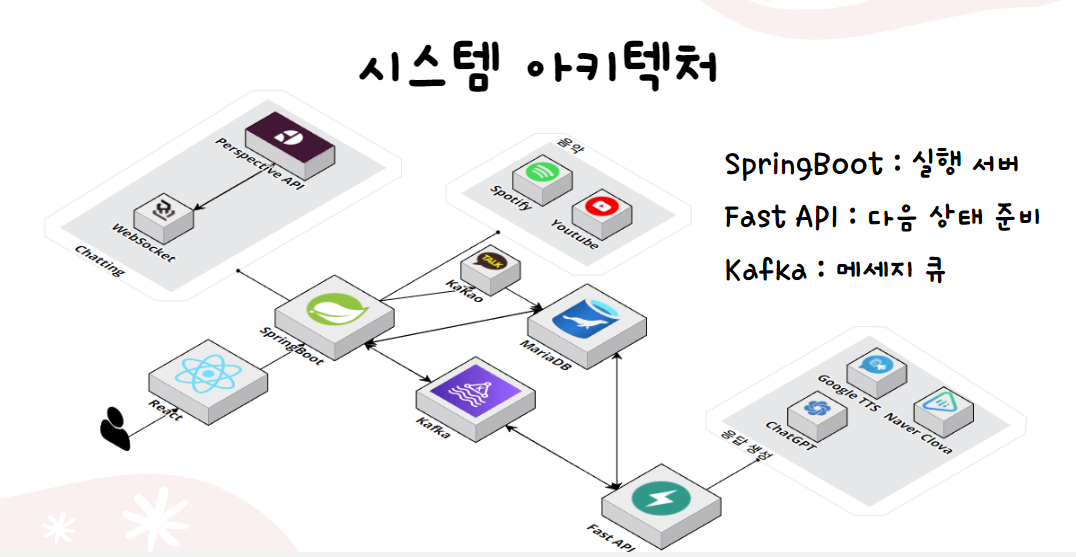 시스템 아키텍처
Perspective API
WebSocket
Chatting
음악
Spotify
Youtube
SpringBoot : 실행 서버
Fast API : 다음 상태 준비
Kafka : 메세지 큐
TALK
KaKao
SpringBoot
MariaDB
React
Kafka
Google TTS
Naver Clova
ChatGPT
응답 생성
Fast API